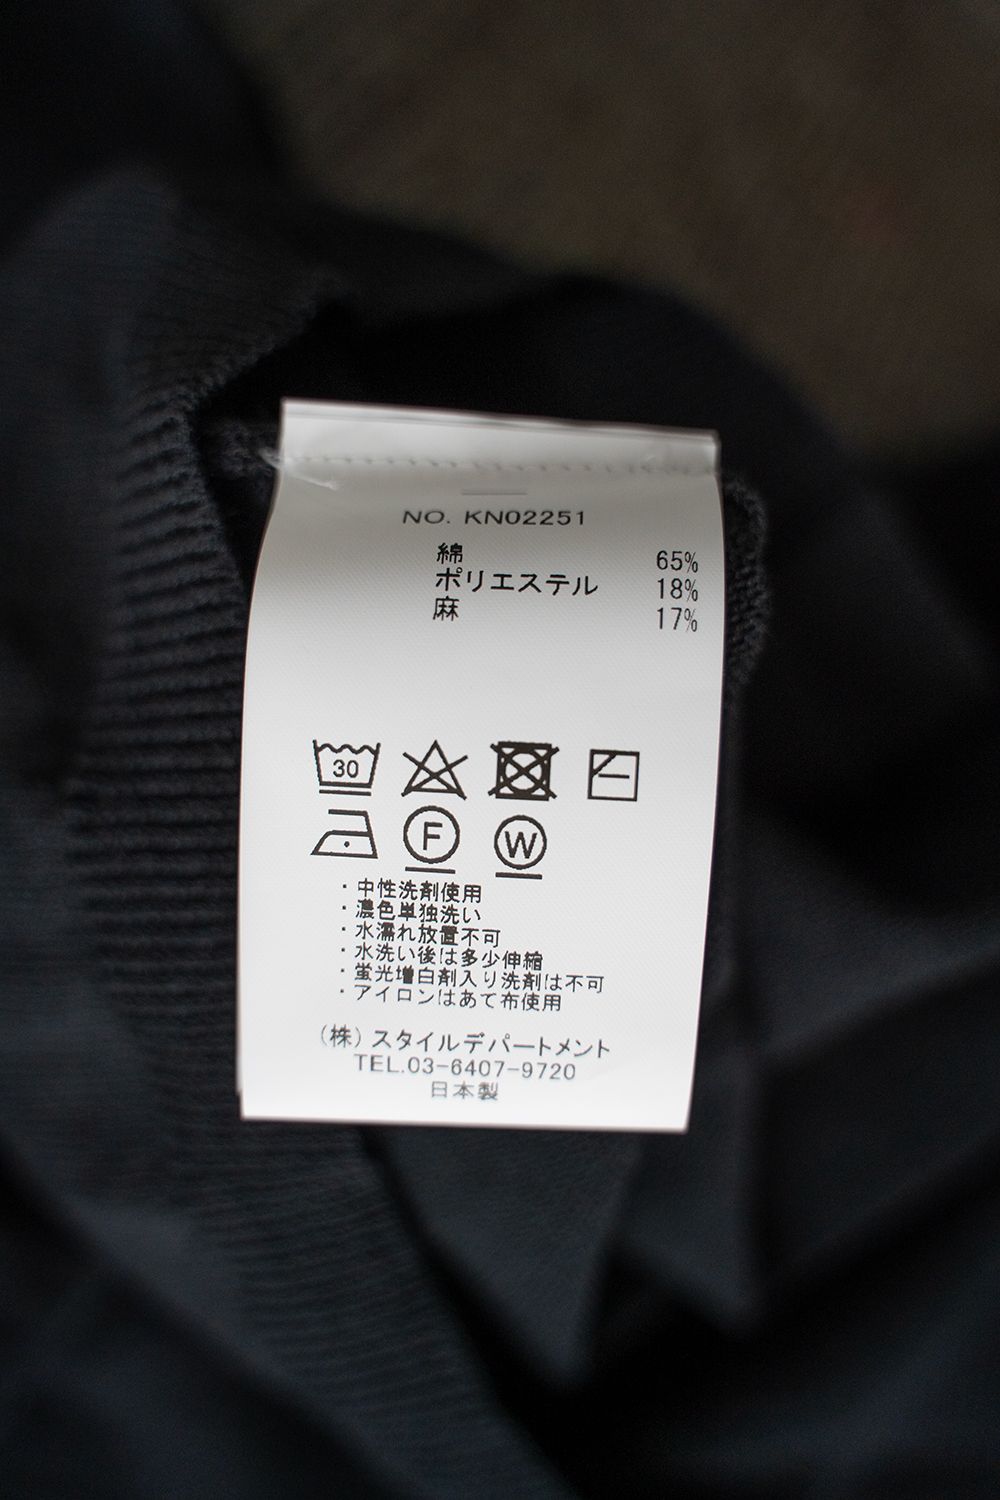 NO. KN02251
綿 65%
ポリエステル 18%
麻 17%
30
F W
・中性洗剤使用
・濃色単独洗い
・水濡れ放置不可
・水洗い後は多少伸縮
・蛍光増白剤入り洗剤は不可
・アイロンはあて布使用
(株)スタイルデパートメント
TEL.03-6407-9720
日本製